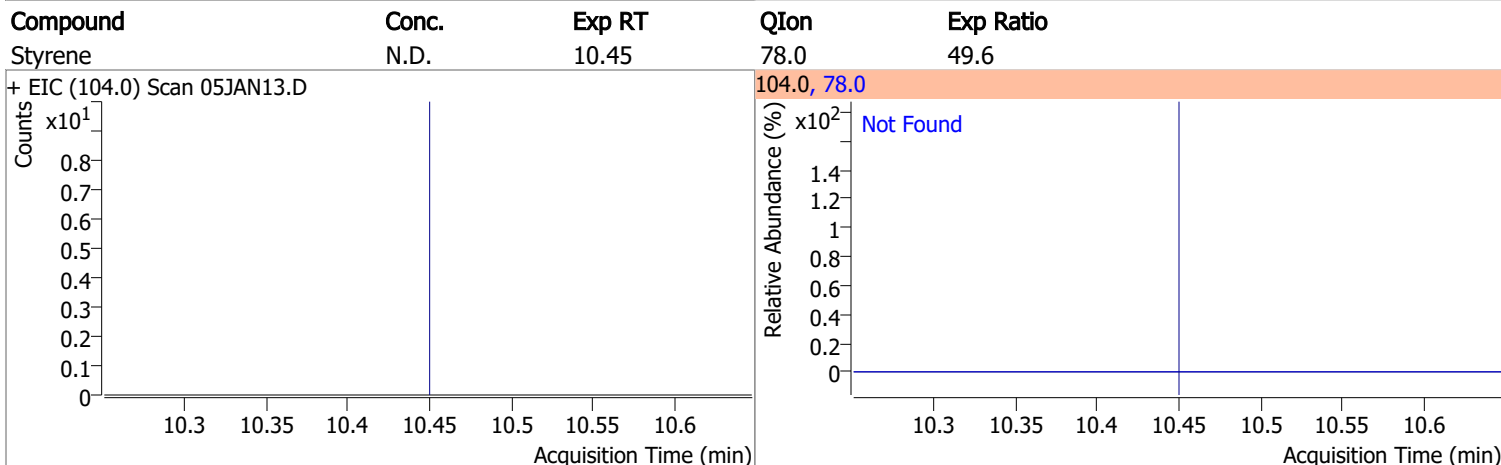 Compound Conc. Exp RT QIon Exp Ratio
Styrene N.D. 10.45 78.0 49.6
+ EIC (104.0) Scan 05JAN13.D
Counts
x10¹
0.8
0.7
0.6
0.5
0.4
0.3
0.2
0.1
0
10.3 10.35 10.4 10.45 10.5 10.55 10.6
Acquisition Time (min)
104.0, 78.0
Relative Abundance (%)
x10²
Not Found
1.4
1.2
1
0.8
0.6
0.4
0.2
0
10.3 10.35 10.4 10.45 10.5 10.55 10.6
Acquisition Time (min)